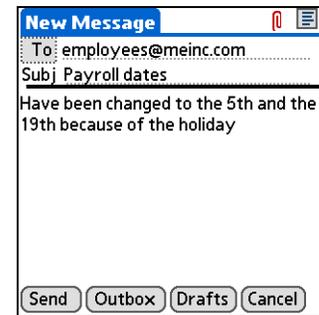 New Message
To employees@meinc.com
Subj Payroll dates
Have been changed to the 5th and the
19th because of the holiday
Send Outbox Drafts Cancel